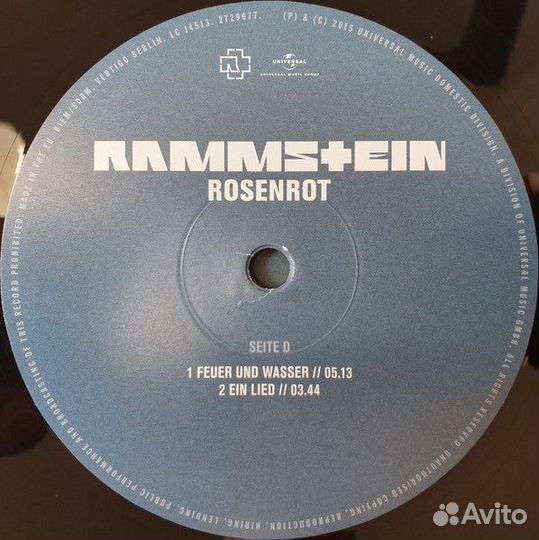 BIEM/SDRM. VERTIGO BERLIN. LC 14513. 2729677. (P) & (C) 2015 UNIVERSAL MUSIC DOMESTIC DIVISION, A DIVISION OF UNIVERSAL MUSIC GMBH. ALL RIGHTS RESERVED. UNAUTHORISED COPYING, REPRODUCTION, HIRING, LENDING, PUBLIC PERFORMANCE AND BROADCASTING OF THIS RECORD PROHIBITED. MADE IN THE EU.
UNIVERSAL
UNIVERSAL MUSIC GROUP
RAMMSTEIN
ROSENROT
SEITE D
1 FEUER UND WASSER // 05.13
2 EIN LIED // 03.44
Avito